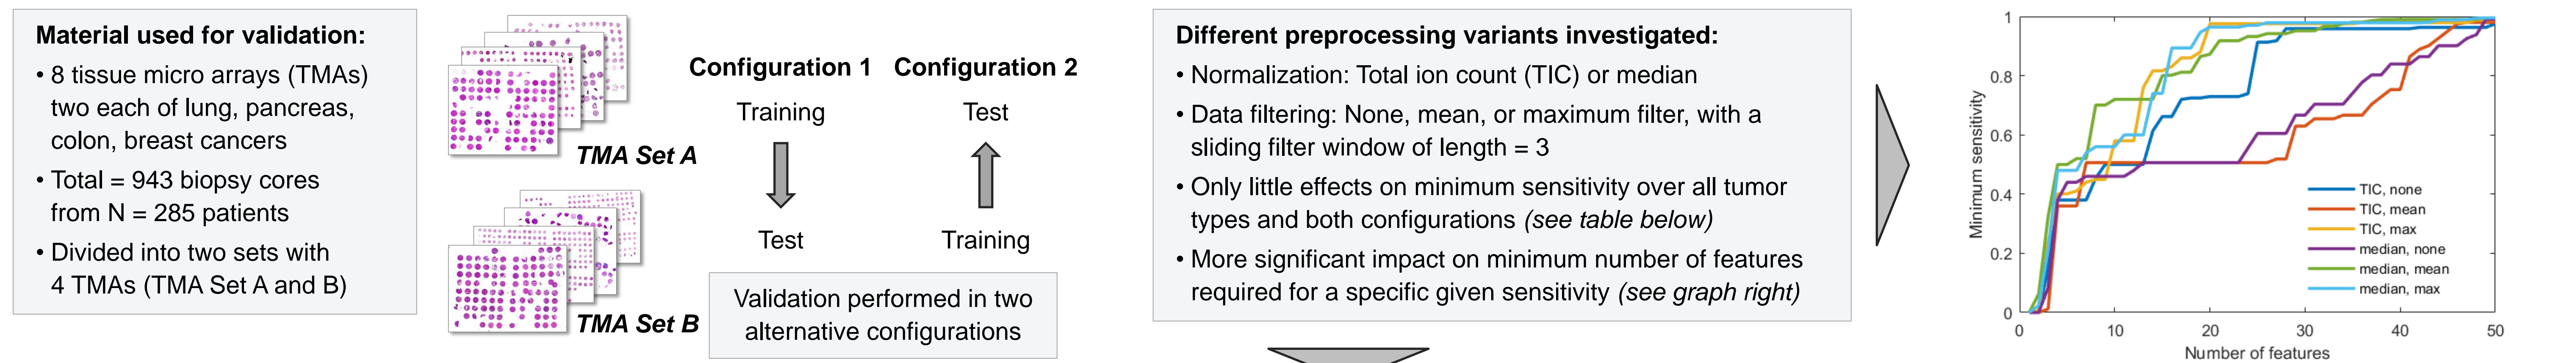 Material used for validation:
• 8 tissue micro arrays (TMAs)
two each of lung, pancreas,
colon, breast cancers
• Total = 943 biopsy cores
from N = 285 patients
• Divided into two sets with
4 TMAs (TMA Set A and B)
TMA Set A
TMA Set B
Configuration 1
Training
Test
Configuration 2
Test
Training
Validation performed in two
alternative configurations
Different preprocessing variants investigated:
• Normalization: Total ion count (TIC) or median
• Data filtering: None, mean, or maximum filter, with a
sliding filter window of length = 3
• Only little effects on minimum sensitivity over all tumor
types and both configurations (see table below)
• More significant impact on minimum number of features
required for a specific given sensitivity (see graph right)
Minimum sensitivity
1
0.8
0.6
0.4
0.2
0
TIC, none
TIC, mean
TIC, max
median, none
median, mean
median, max
0 10 20 30 40 50
Number of features